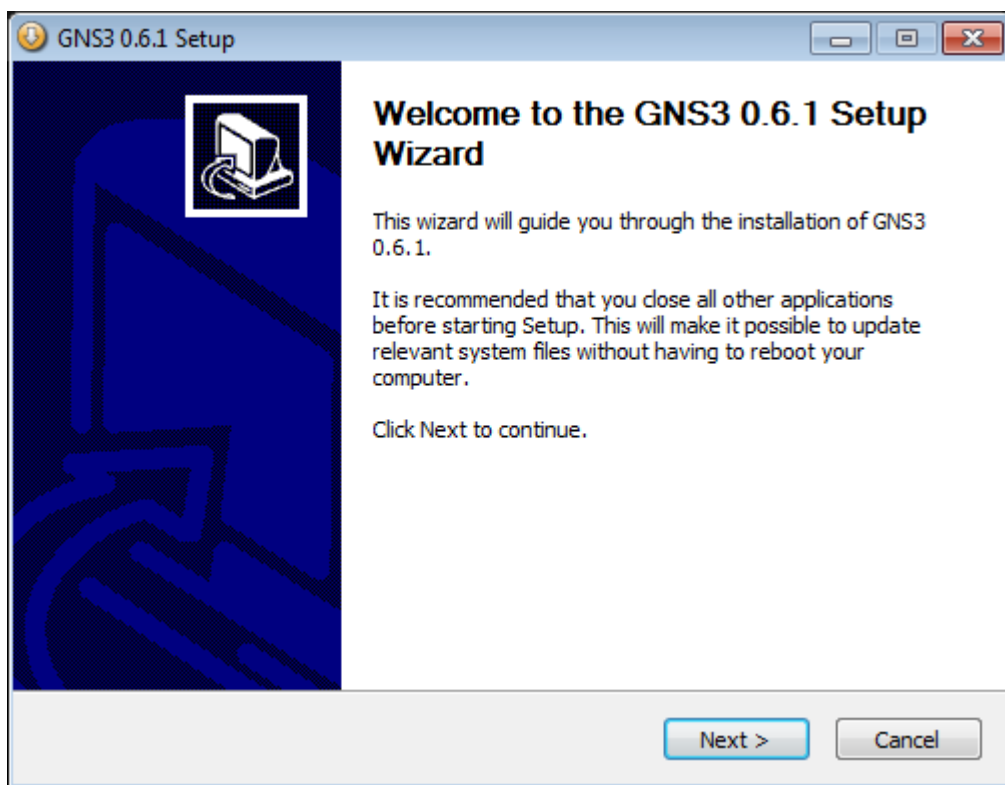 GNS3 0.6.1 Setup
Welcome to the GNS3 0.6.1 Setup
Wizard
This wizard will guide you through the installation of GNS3
0.6.1.
It is recommended that you close all other applications
before starting Setup. This will make it possible to update
relevant system files without having to reboot your
computer.
Click Next to continue.
Next >
Cancel